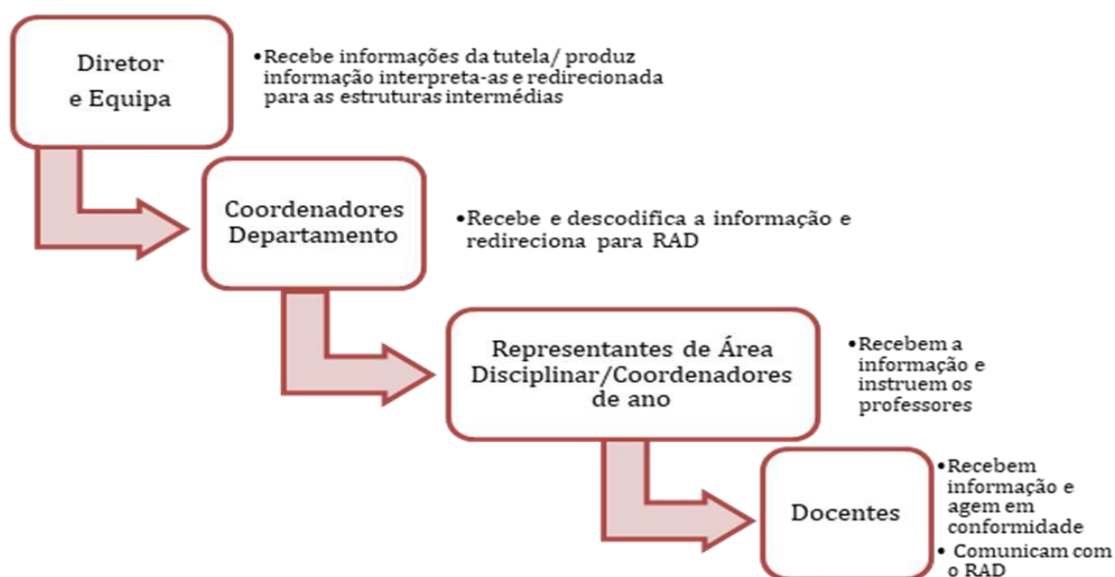 Diretor
e Equipa
•Recebe informações da tutela/ produz
informação interpreta-as e redirecionada
para as estruturas intermédias
Coordenadores
Departamento
•Recebe e descodifica a informação e
redireciona para RAD
Representantes de Área
Disciplinar/Coordenadores
de ano
•Recebem a
informação e
instruem os
professores
Docentes
•Recebem
informação e
agem em
conformidade
• Comunicam com
o RAD